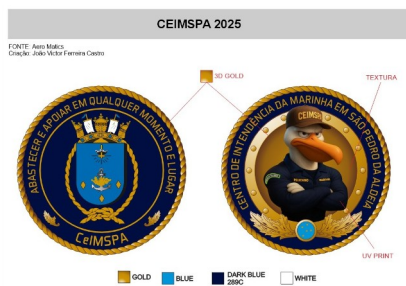 CEIMSPA 2025
FONTE: Aero Matics
Criação: João Victor Ferreira Castro
3D GOLD
TEXTURA
ABASTECER E APOIAR EM QUALQUER MOMENTO E LUGAR
CeIMSPA
CENTRO DE INTENDÊNCIA DA MARINHA EM SÃO PEDRO DA ALDEIA
CEIMSPA
UV PRINT
GOLD
BLUE
DARK BLUE
289C
WHITE